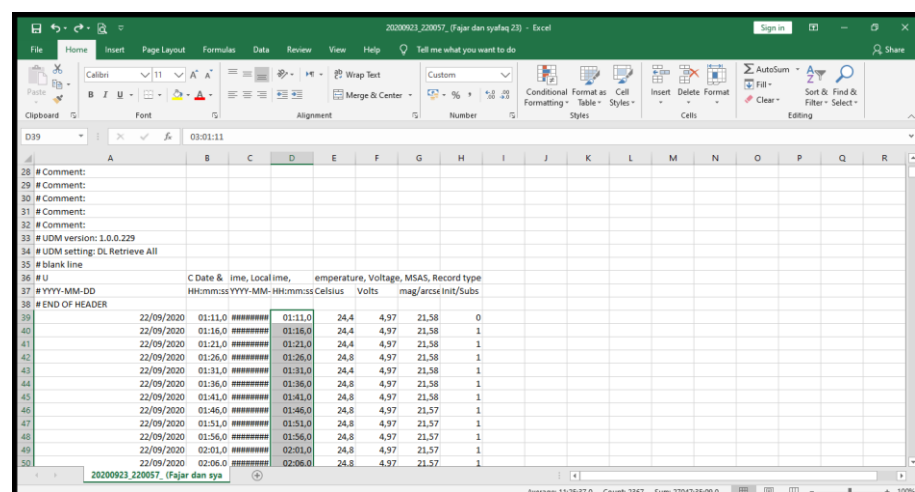 20200923_220057_ (Fajar dan syafaq 23) - Excel
Sign in
File Home Insert Page Layout Formulas Data Review View Help Tell me what you want to do Share
Paste
Calibri 11
B I U
Wrap Text
Merge & Center
Custom
Conditional Formatting
Format as Table
Cell Styles
Insert Delete Format
AutoSum
Fill
Clear
Sort & Filter
Find & Select
Clipboard Font Alignment Number Styles Cells Editing
D39 fx 03:01:11
A B C D E F G H I J K L M N O P Q R
28 # Comment:
29 # Comment:
30 # Comment:
31 # Comment:
32 # Comment:
33 # UDM version: 1.0.0.229
34 # UDM setting: DL Retrieve All
35 # blank line
36 # U C Date & ime, Local ime, emperature, Voltage, MSAS, Record type
37 # YYYY-MM-DD HH:mm:ss YYYY-MM- HH:mm:ss Celsius Volts mag/arcse Init/Subs
38 # END OF HEADER
39 22/09/2020 01:11,0 ######## 01:11,0 24,4 4,97 21,58 0
40 22/09/2020 01:16,0 ######## 01:16,0 24,4 4,97 21,58 1
41 22/09/2020 01:21,0 ######## 01:21,0 24,4 4,97 21,58 1
42 22/09/2020 01:26,0 ######## 01:26,0 24,8 4,97 21,58 1
43 22/09/2020 01:31,0 ######## 01:31,0 24,8 4,97 21,58 1
44 22/09/2020 01:36,0 ######## 01:36,0 24,8 4,97 21,58 1
45 22/09/2020 01:41,0 ######## 01:41,0 24,8 4,97 21,58 1
46 22/09/2020 01:46,0 ######## 01:46,0 24,8 4,97 21,57 1
47 22/09/2020 01:51,0 ######## 01:51,0 24,8 4,97 21,57 1
48 22/09/2020 01:56,0 ######## 01:56,0 24,8 4,97 21,57 1
49 22/09/2020 02:01,0 ######## 02:01,0 24,8 4,97 21,57 1
50 22/09/2020 02:06,0 ######## 02:06,0 24,8 4,97 21,57 1
20200923_220057_ (Fajar dan sya
100%